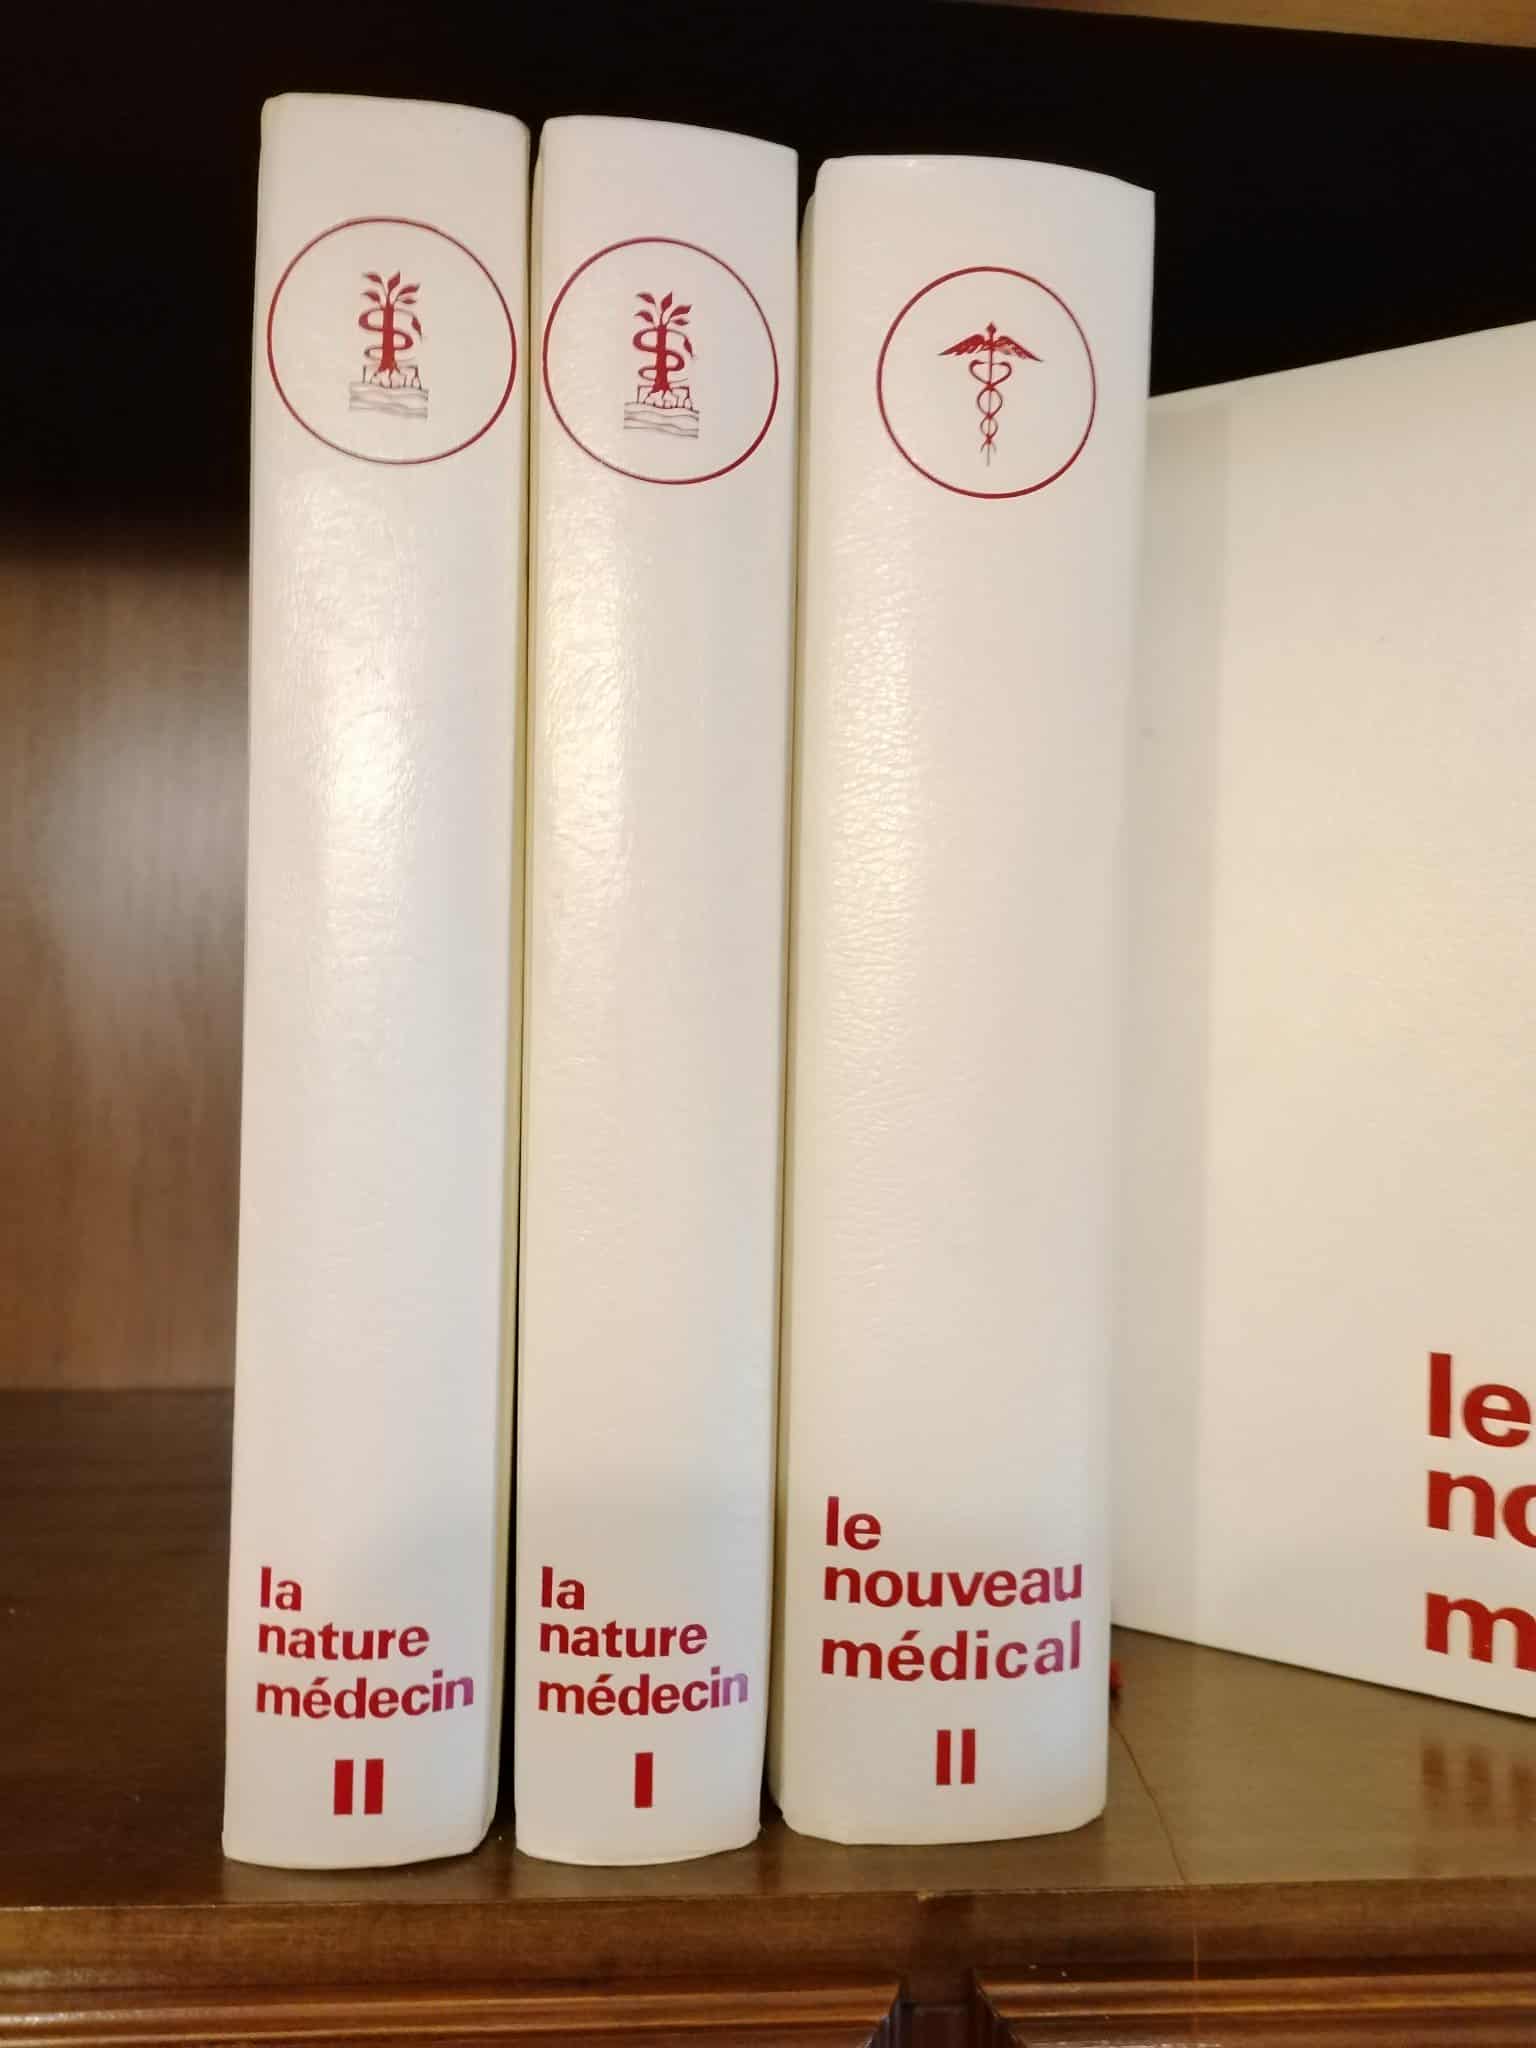 la
nature
médecin
II
la
nature
médecin
I
le
nouveau
médical
II
le